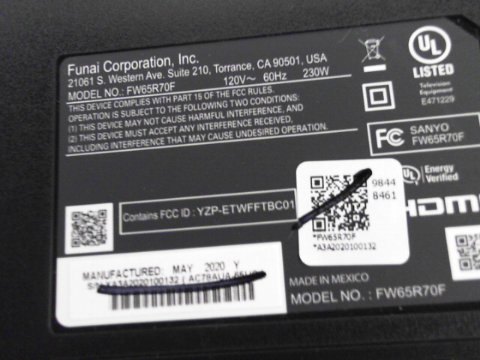 Funai Corporation, Inc.
21061 S. Western Ave. Suite 210, Torrance, CA 90501, USA
MODEL NO.: FW65R70F 120V~ 60Hz 230W
THIS DEVICE COMPLIES WITH PART 15 OF THE FCC RULES.
OPERATION IS SUBJECT TO THE FOLLOWING TWO CONDITIONS:
(1) THIS DEVICE MAY NOT CAUSE HARMFUL INTERFERENCE, AND
(2) THIS DEVICE MUST ACCEPT ANY INTERFERENCE RECEIVED,
INCLUDING INTERFERENCE THAT MAY CAUSE UNDESIRED OPERATION.
UL
LISTED
Television
Equipment
E471229
FC SANYO
FW65R70F
UL Energy
Verified
HDMI
Contains FCC ID : YZP-ETWFFTBC01
9844
8461
*FW65R70F
*A3A2020100132
MANUFACTURED: MAY 2020 Y
MADE IN MEXICO
MODEL NO. : FW65R70F